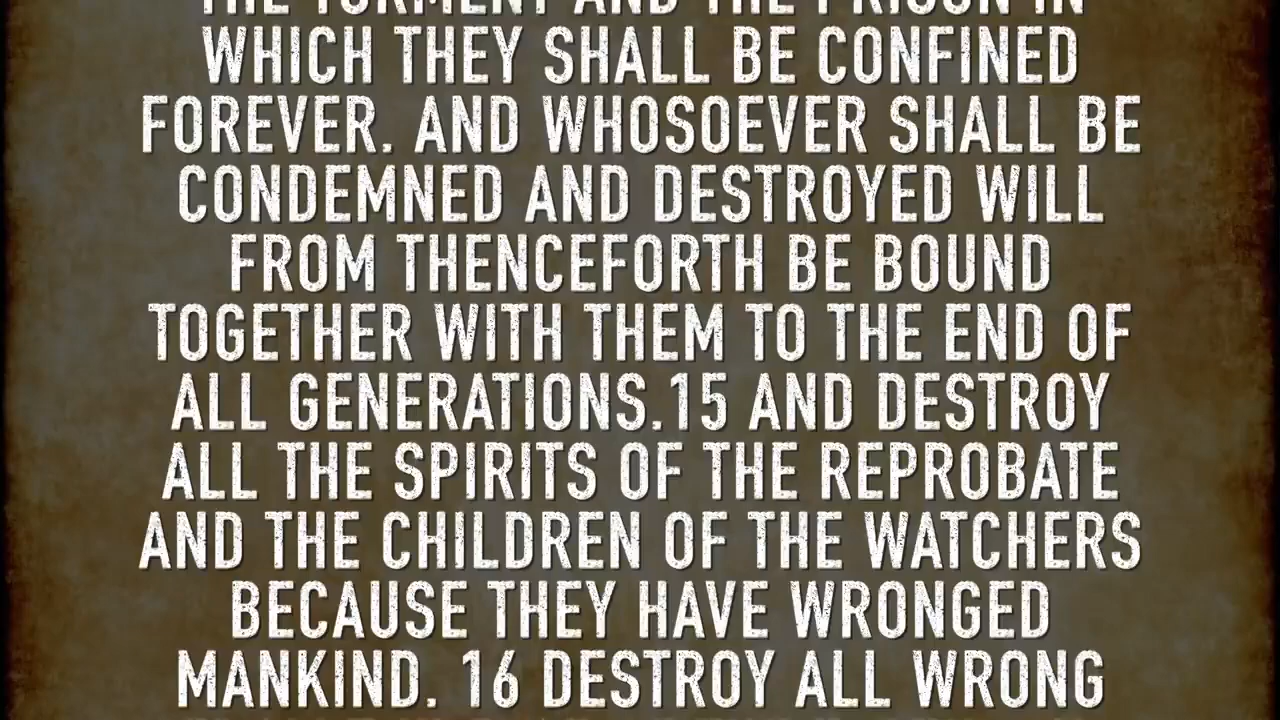 THE TORMENT AND THE PRISON IN
WHICH THEY SHALL BE CONFINED
FOREVER. AND WHOSOEVER SHALL BE
CONDEMNED AND DESTROYED WILL
FROM THENCEFORTH BE BOUND
TOGETHER WITH THEM TO THE END OF
ALL GENERATIONS.15 AND DESTROY
ALL THE SPIRITS OF THE REPROBATE
AND THE CHILDREN OF THE WATCHERS
BECAUSE THEY HAVE WRONGED
MANKIND. 16 DESTROY ALL WRONG